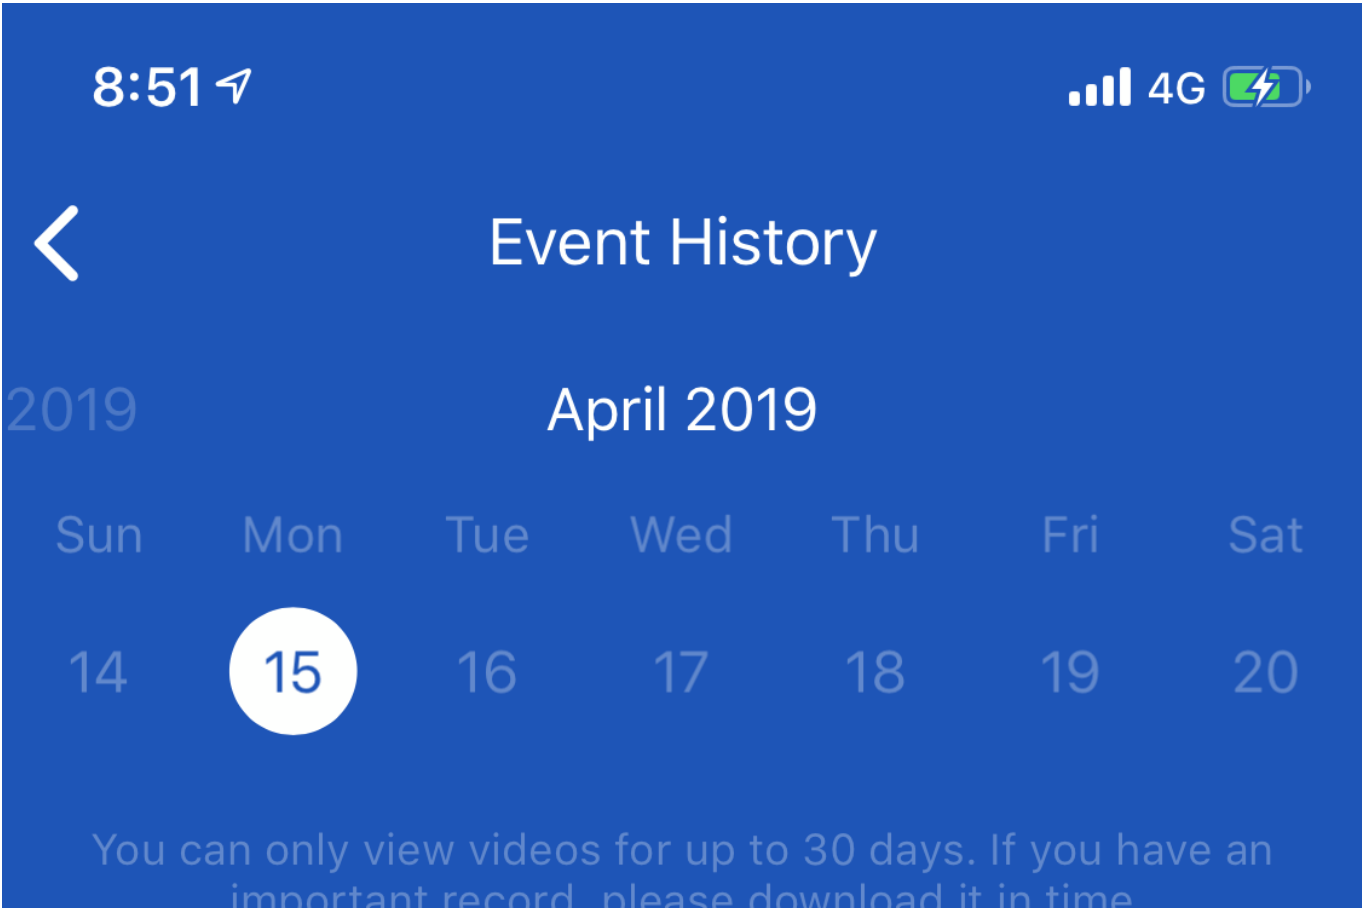 8:51 4G
Event History
2019 April 2019
Sun Mon Tue Wed Thu Fri Sat
14 15 16 17 18 19 20
You can only view videos for up to 30 days. If you have an
important record, please download it in time